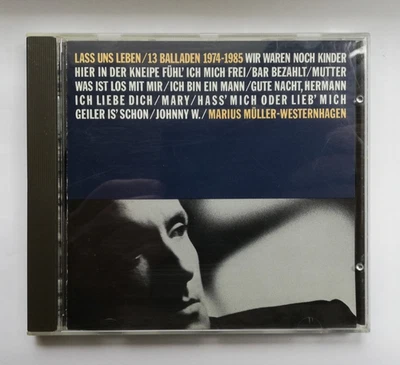 LASS UNS LEBEN/13 BALLADEN 1974-1985 WIR WAREN NOCH KINDER
HIER IN DER KNEIPE FÜHL' ICH MICH FREI/BAR BEZAHLT/MUTTER
WAS IST LOS MIT MIR/ICH BIN EIN MANN/GUTE NACHT, HERMANN
ICH LIEBE DICH/MARY/HASS' MICH ODER LIEB' MICH
GEILER IS' SCHON/JOHNNY W./MARIUS MÜLLER-WESTERNHAGEN